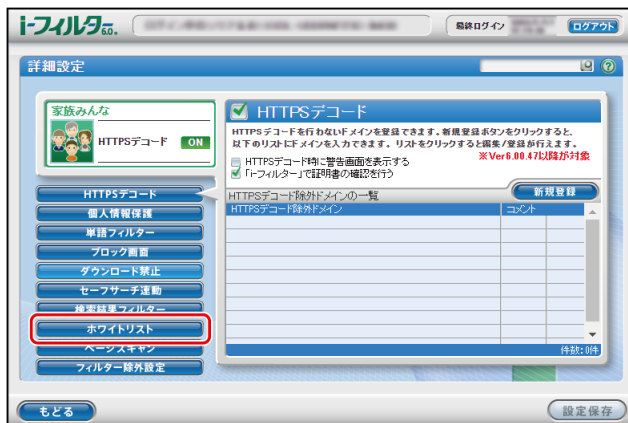 i-フィルター6.0.
最終ログイン
ログアウト
詳細設定
家族みんな
HTTPSデコード ON
HTTPSデコード
個人情報保護
単語フィルター
ブロック画面
ダウンロード禁止
セーフサーチ連動
検索結果フィルター
ホワイトリスト
ページスキャン
フィルター除外設定
HTTPSデコード
HTTPSデコードを行わないドメインを登録できます。新規登録ボタンをクリックすると、
以下のリストにドメインを入力できます。リストをクリックすると編集/登録が行えます。
※Ver6.00.47以降が対象
HTTPSデコード時に警告画面を表示する
「i-フィルター」で証明書の確認を行う
HTTPSデコード除外ドメインの一覧
新規登録
HTTPSデコード除外ドメイン コメント
件数:0件
もどる
設定保存